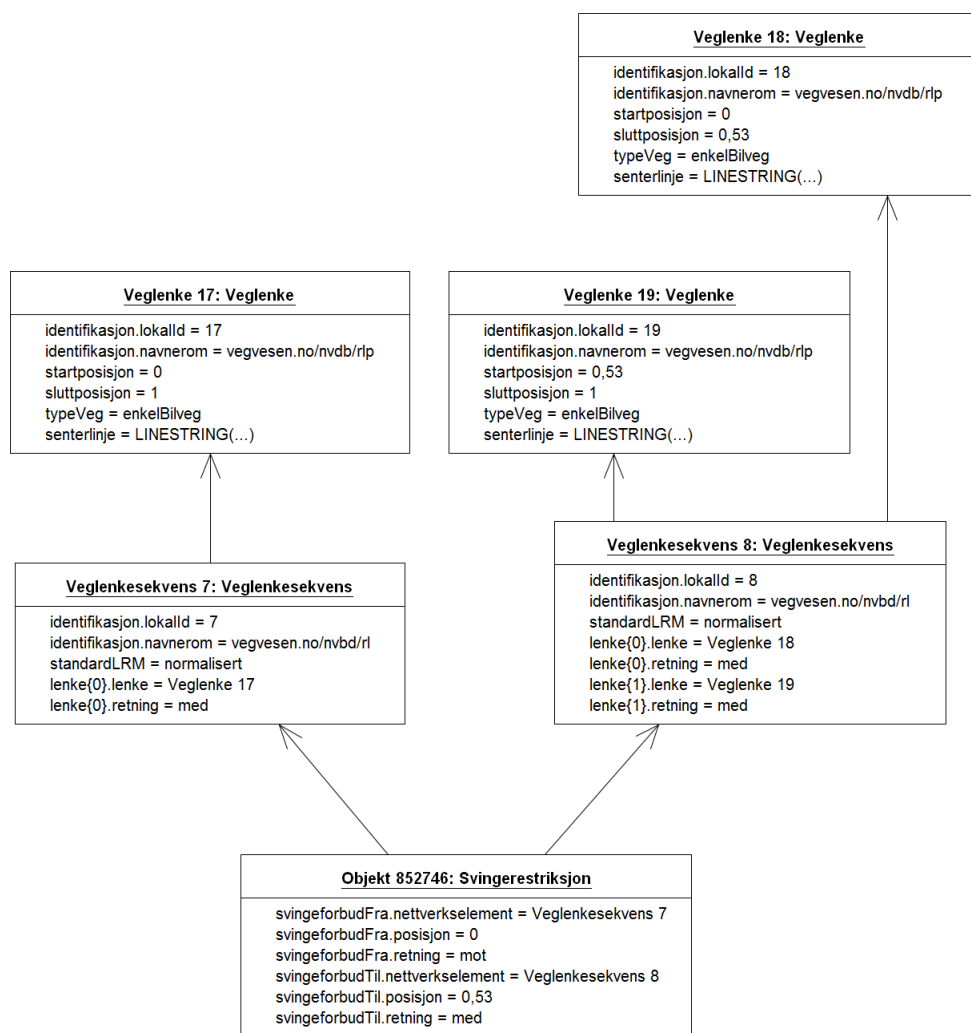 Veglenke 18: Veglenke
identifikasjon.lokalId = 18
identifikasjon.navnerom = vegvesen.no/nvdb/rlp
startposisjon = 0
sluttposisjon = 0,53
typeVeg = enkelBilveg
senterlinje = LINESTRING(...)
Veglenke 17: Veglenke
identifikasjon.lokalId = 17
identifikasjon.navnerom = vegvesen.no/nvdb/rlp
startposisjon = 0
sluttposisjon = 1
typeVeg = enkelBilveg
senterlinje = LINESTRING(...)
Veglenke 19: Veglenke
identifikasjon.lokalId = 19
identifikasjon.navnerom = vegvesen.no/nvdb/rlp
startposisjon = 0,53
sluttposisjon = 1
typeVeg = enkelBilveg
senterlinje = LINESTRING(...)
Veglenkesekvens 7: Veglenkesekvens
identifikasjon.lokalId = 7
identifikasjon.navnerom = vegvesen.no/nvbd/rl
standardLRM = normalisert
lenke{0}.lenke = Veglenke 17
lenke{0}.retning = med
Veglenkesekvens 8: Veglenkesekvens
identifikasjon.lokalId = 8
identifikasjon.navnerom = vegvesen.no/nvbd/rl
standardLRM = normalisert
lenke{0}.lenke = Veglenke 18
lenke{0}.retning = med
lenke{1}.lenke = Veglenke 19
lenke{1}.retning = med
Objekt 852746: Svingerestriksjon
svingeforbudFra.nettverkselement = Veglenkesekvens 7
svingeforbudFra.posisjon = 0
svingeforbudFra.retning = mot
svingeforbudTil.nettverkselement = Veglenkesekvens 8
svingeforbudTil.posisjon = 0,53
svingeforbudTil.retning = med